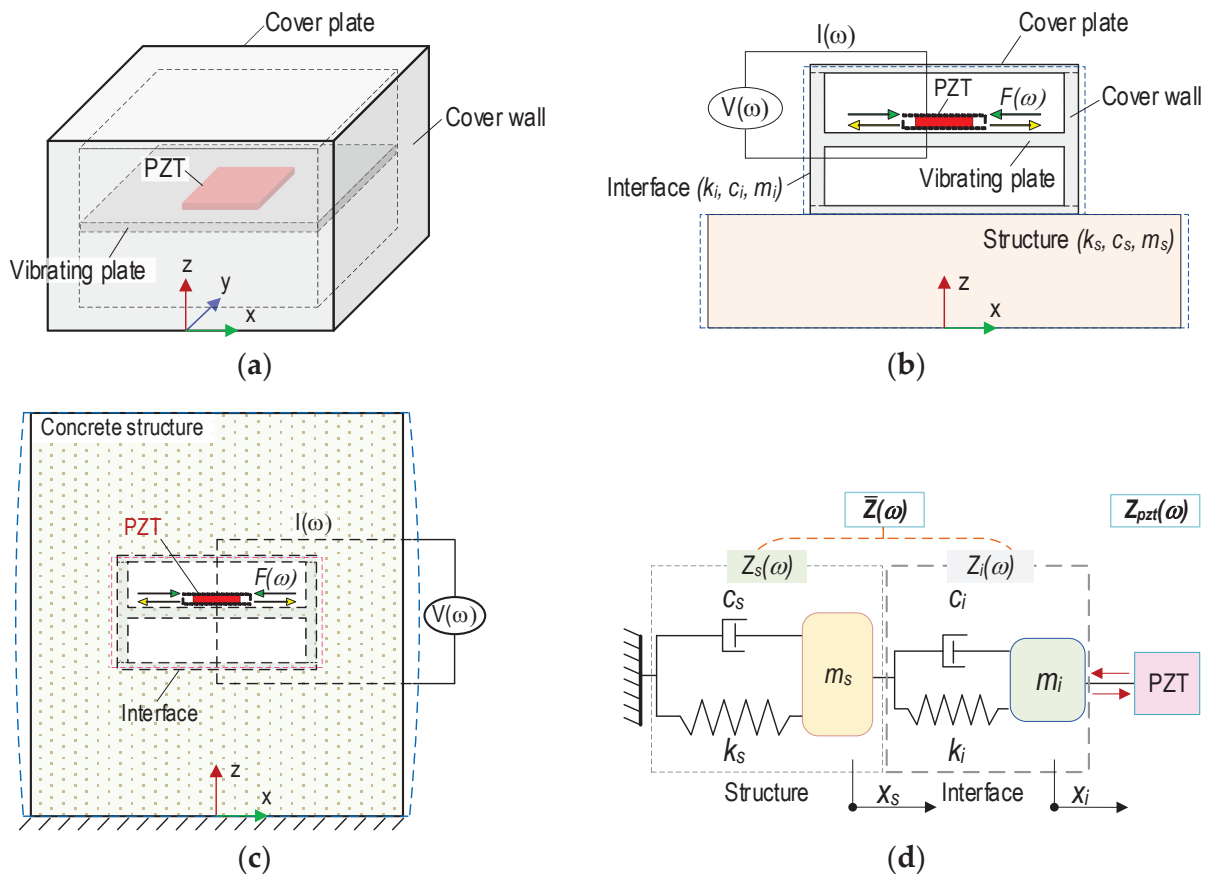 Cover plate
Cover wall
PZT
Vibrating plate
z
y
x
(a)
I(ω)
Cover plate
V(ω)
PZT
F(ω)
Cover wall
Interface (kᵢ, cᵢ, mᵢ)
Vibrating plate
Structure (kₛ, cₛ, mₛ)
z
x
(b)
Concrete structure
PZT
I(ω)
F(ω)
V(ω)
Interface
z
x
(c)
Z̄(ω)
Z_pzt(ω)
Zₛ(ω)
Zᵢ(ω)
cₛ
cᵢ
mₛ
mᵢ
PZT
kₛ
kᵢ
Structure
xₛ
Interface
xᵢ
(d)